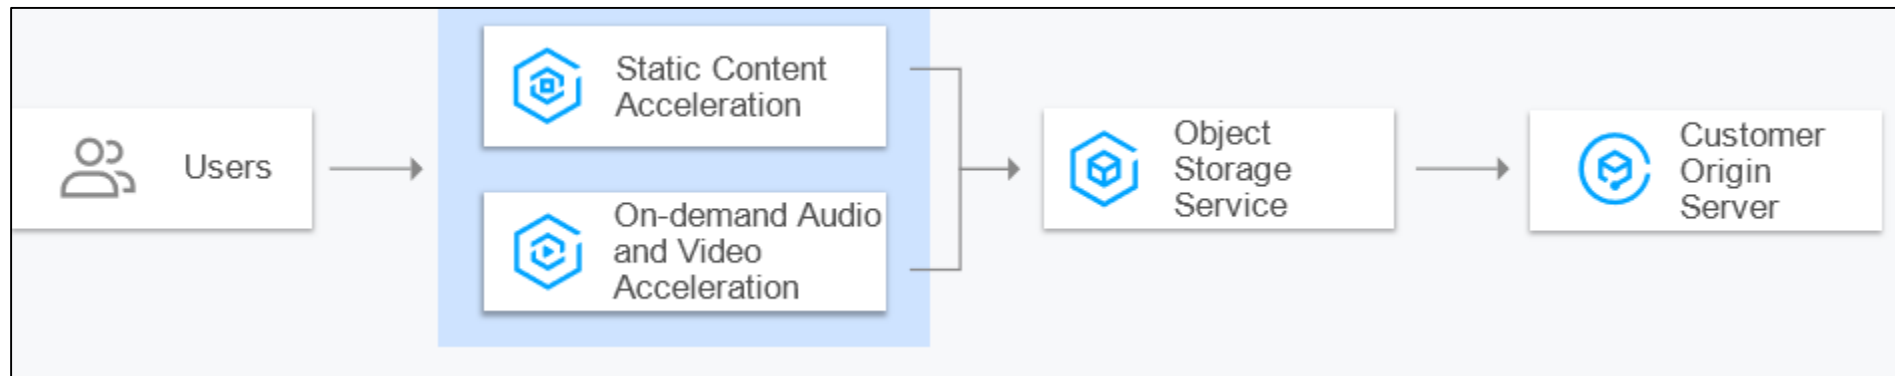 Users
Static Content
Acceleration
On-demand Audio
and Video
Acceleration
Object
Storage
Service
Customer
Origin
Server